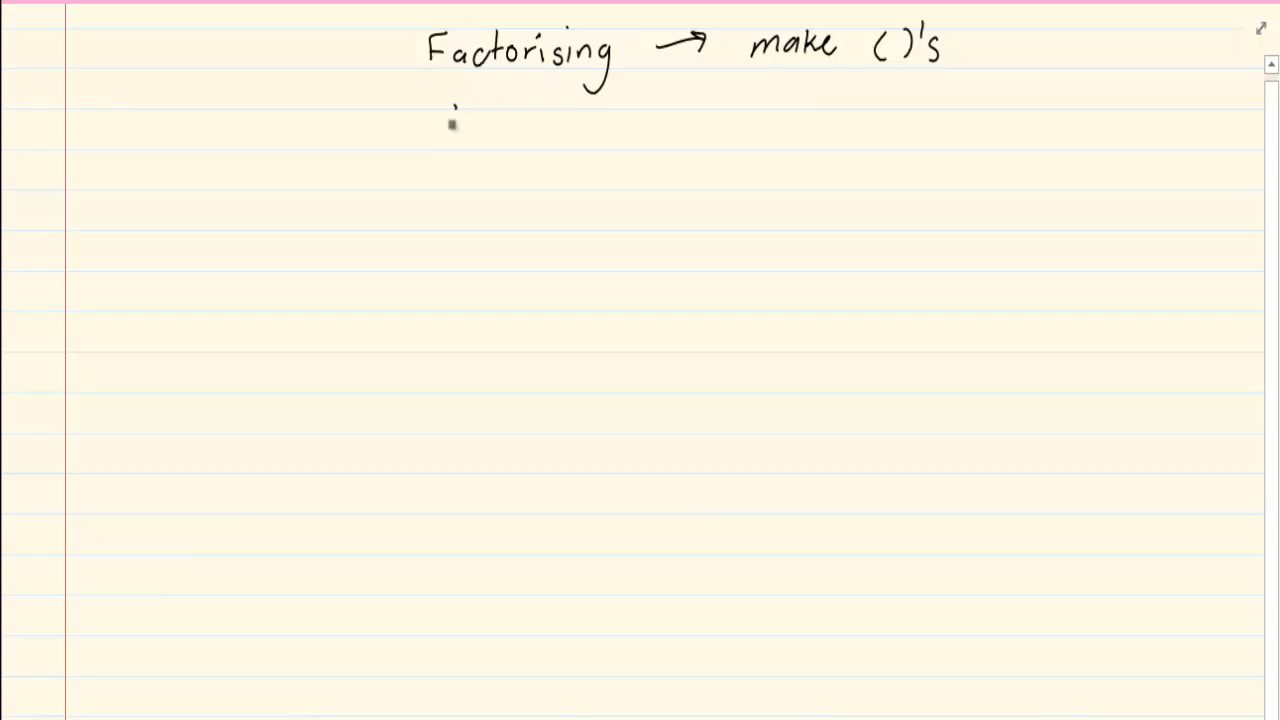 Factorising → make ( )'s